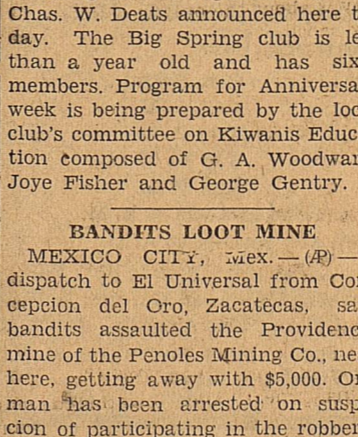 Chas. W. Deats announced here t
day. The Big Spring club is le
than a year old and has six
members. Program for Anniversa
week is being prepared by the loc
club's committee on Kiwanis Educ
tion composed of G. A. Woodwar
Joye Fisher and George Gentry.
BANDITS LOOT MINE
MEXICO CITY, Mex. — (AP) —
dispatch to El Universal from Con
cepcion del Oro, Zacatecas, sa
bandits assaulted the Providenc
mine of the Penoles Mining Co., ne
here, getting away with $5,000. On
man has been arrested on susp
cion of participating in the robber